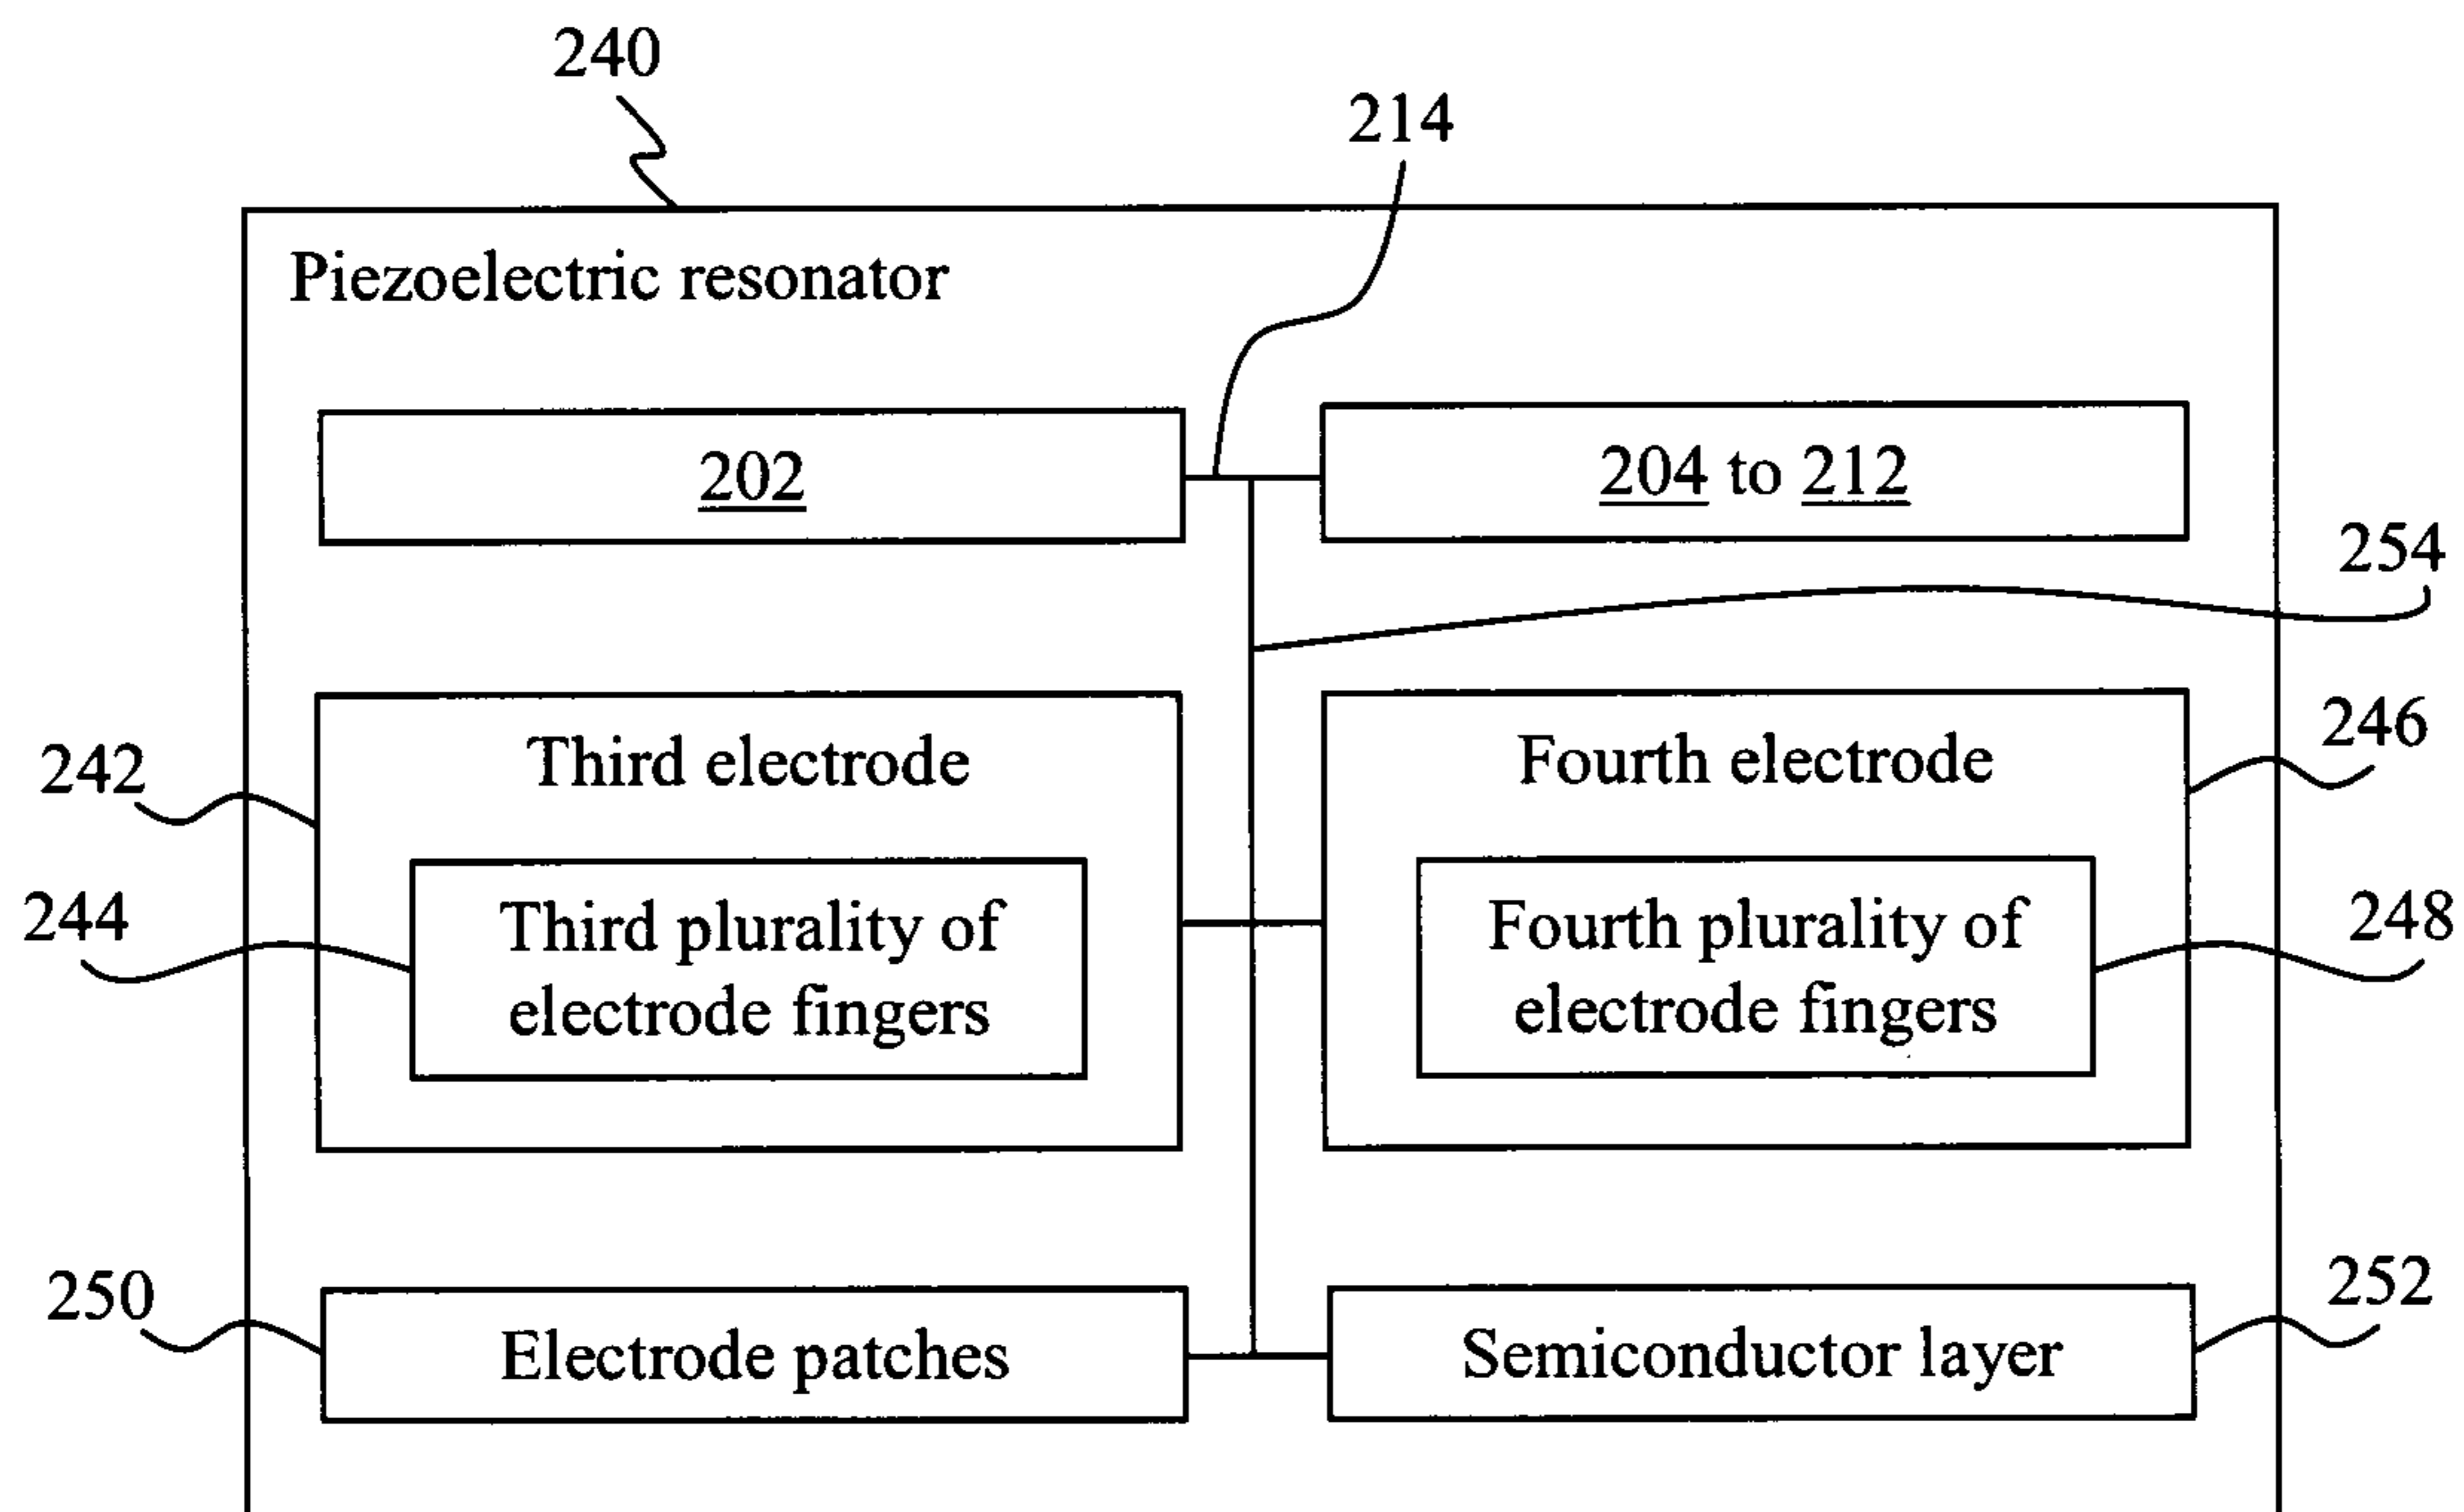 240
214
Piezoelectric resonator
202
204 to 212
254
242
Third electrode
Fourth electrode
246
244
Third plurality of
electrode fingers
Fourth plurality of
electrode fingers
248
250
Electrode patches
Semiconductor layer
252